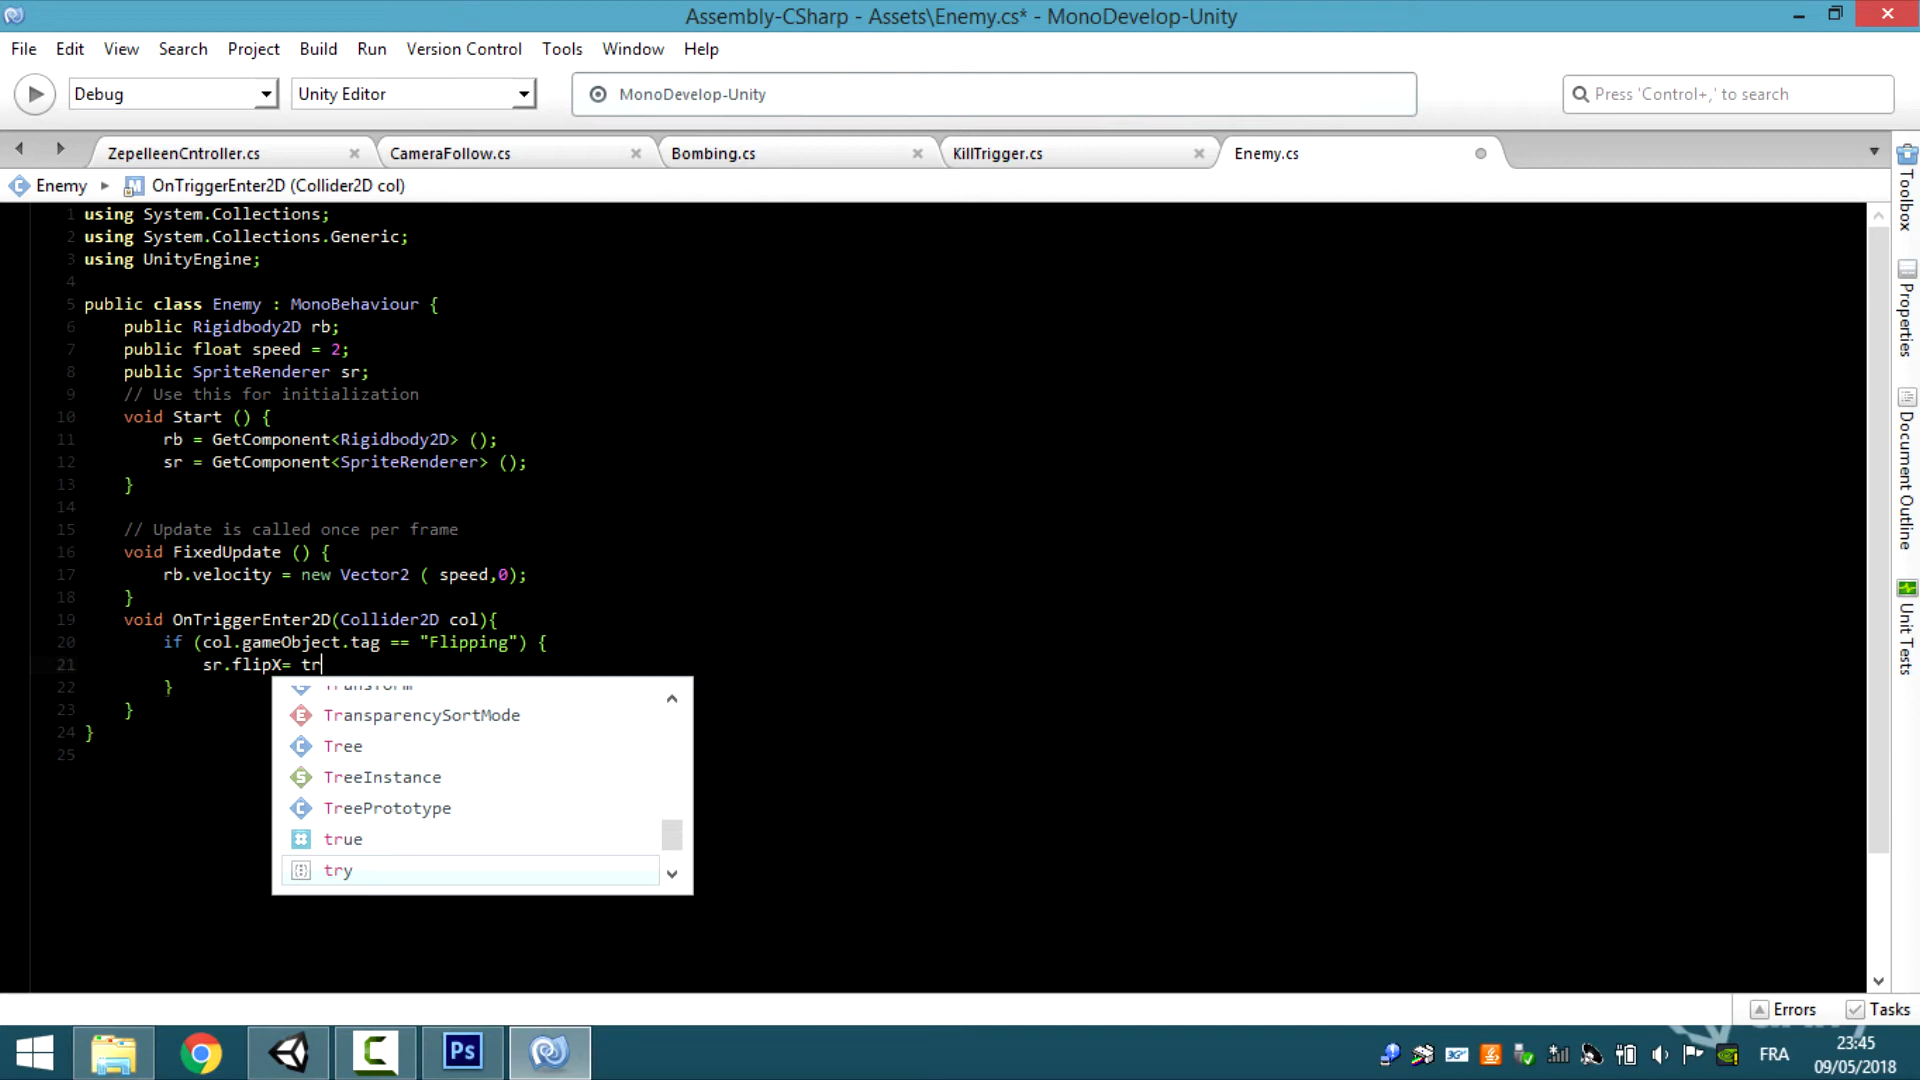 Assembly-CSharp - Assets\Enemy.cs* - MonoDevelop-Unity
File Edit View Search Project Build Run Version Control Tools Window Help
Debug Unity Editor MonoDevelop-Unity Press 'Control+,' to search
ZepelleenCntroller.cs CameraFollow.cs Bombing.cs KillTrigger.cs Enemy.cs
Enemy OnTriggerEnter2D (Collider2D col)
1 using System.Collections;
2 using System.Collections.Generic;
3 using UnityEngine;
4
5 public class Enemy : MonoBehaviour {
6 public Rigidbody2D rb;
7 public float speed = 2;
8 public SpriteRenderer sr;
9 // Use this for initialization
10 void Start () {
11 rb = GetComponent<Rigidbody2D> ();
12 sr = GetComponent<SpriteRenderer> ();
13 }
14
15 // Update is called once per frame
16 void FixedUpdate () {
17 rb.velocity = new Vector2 ( speed,0);
18 }
19 void OnTriggerEnter2D(Collider2D col){
20 if (col.gameObject.tag == "Flipping") {
21 sr.flipX= tr
22 }
23 }
24 }
25
Transform
TransparencySortMode
Tree
TreeInstance
TreePrototype
true
try
Toolbox
Properties
Document Outline
Unit Tests
Errors Tasks
Ps
3G
FRA
23:45
09/05/2018